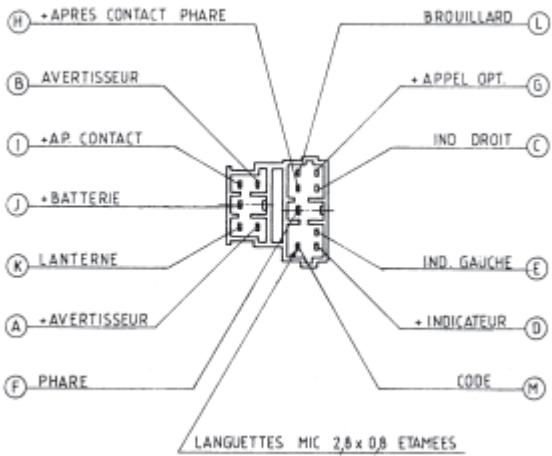 H +APRES CONTACT PHARE
B AVERTISSEUR
I +AP. CONTACT
J +BATTERIE
K LANTERNE
A +AVERTISSEUR
F PHARE
BROUILLARD L
+ APPEL OPT. G
IND DROIT C
IND. GAUCHE E
+ INDICATEUR D
CODE M
LANGUETTES MIC 2,8 x 0,8 ETAMEES